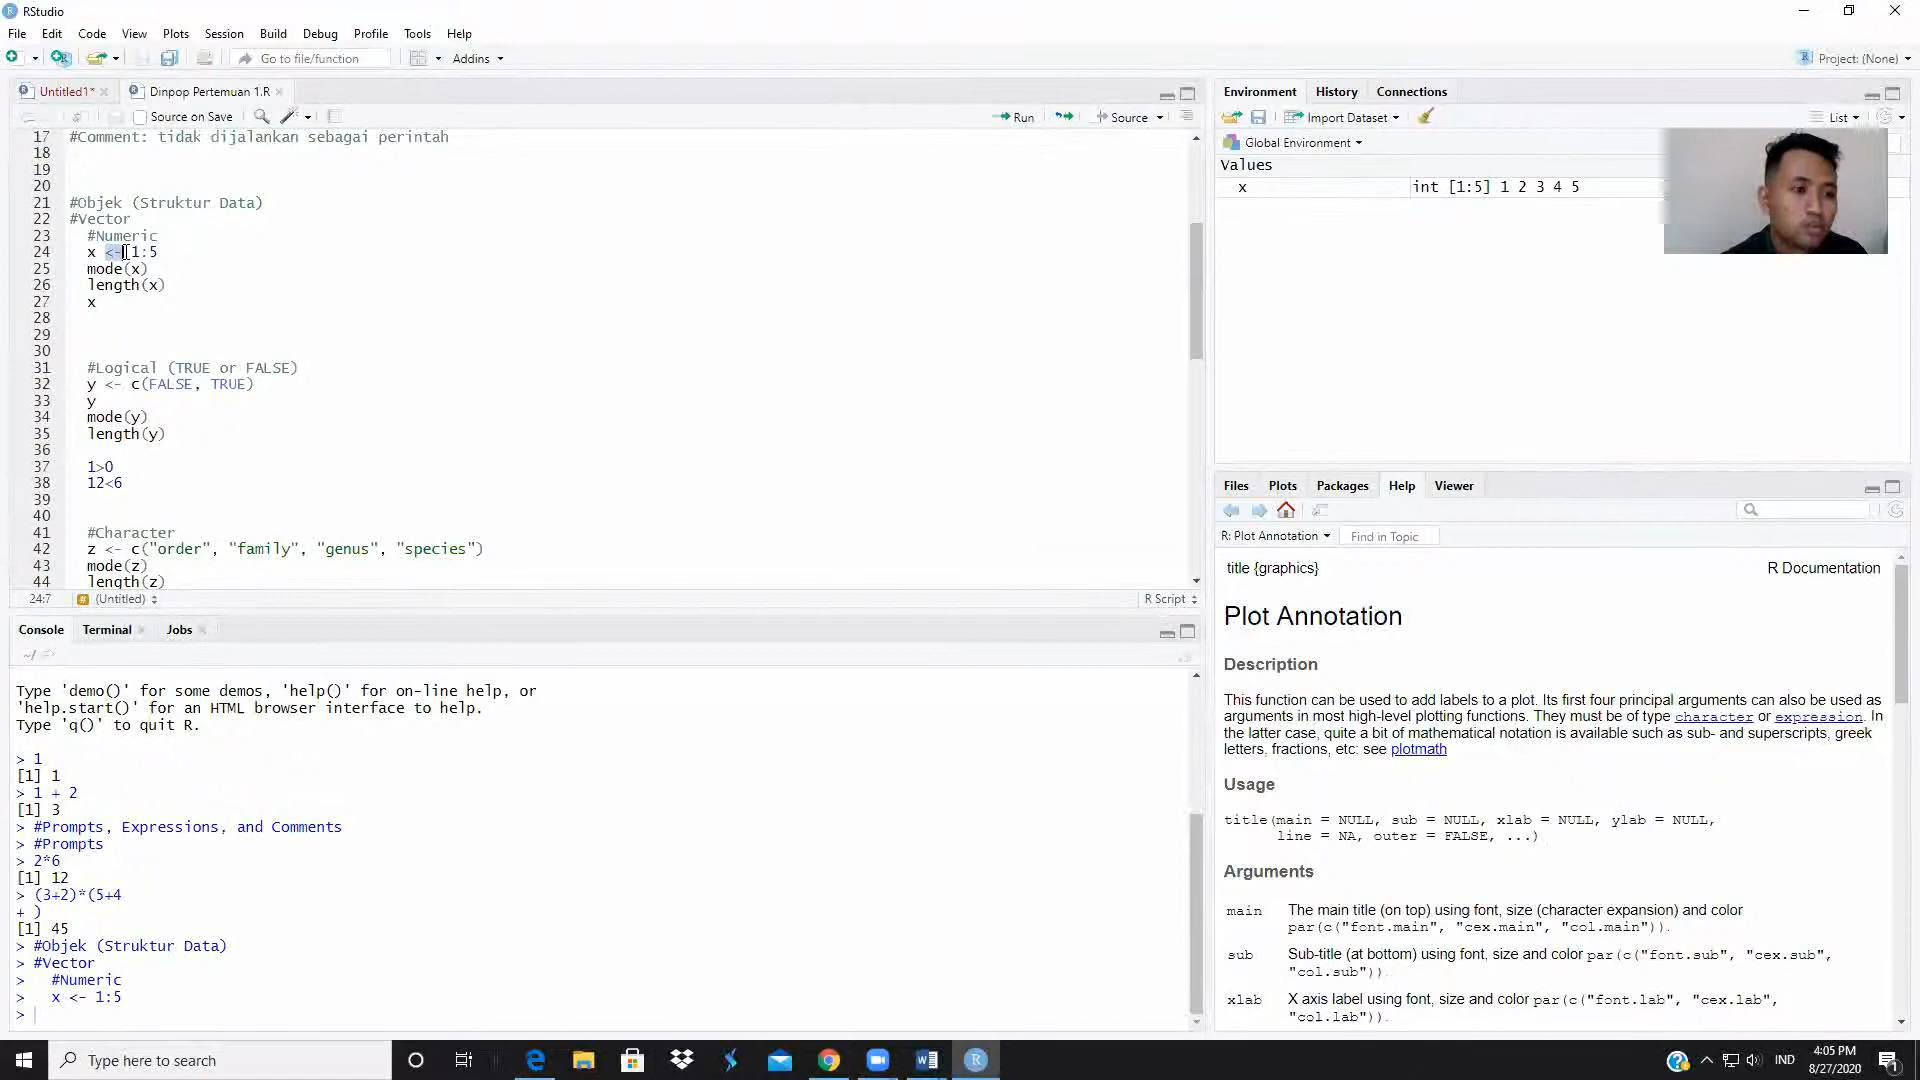 RStudio
File Edit Code View Plots Session Build Debug Profile Tools Help
Go to file/function Addins Project: (None)
Untitled1* Dinpop Pertemuan 1.R
Source on Save Run Source
17 #Comment: tidak dijalankan sebagai perintah
18
19
20
21 #Objek (Struktur Data)
22 #Vector
23 #Numeric
24 x <- 1:5
25 mode(x)
26 length(x)
27 x
28
29
30
31 #Logical (TRUE or FALSE)
32 y <- c(FALSE, TRUE)
33 y
34 mode(y)
35 length(y)
36
37 1>0
38 12<6
39
40
41 #Character
42 z <- c("order", "family", "genus", "species")
43 mode(z)
44 length(z)
24:7 # (Untitled) R Script
Console Terminal Jobs
~/
Type 'demo()' for some demos, 'help()' for on-line help, or
'help.start()' for an HTML browser interface to help.
Type 'q()' to quit R.
> 1
[1] 1
> 1 + 2
[1] 3
> #Prompts, Expressions, and Comments
> #Prompts
> 2*6
[1] 12
> (3+2)*(5+4
+ )
[1] 45
> #Objek (Struktur Data)
> #Vector
>   #Numeric
>   x <- 1:5
>
Environment History Connections
Import Dataset List
Global Environment
Values
x int [1:5] 1 2 3 4 5
Files Plots Packages Help Viewer
R: Plot Annotation Find in Topic
title {graphics} R Documentation
Plot Annotation
Description
This function can be used to add labels to a plot. Its first four principal arguments can also be used as
arguments in most high-level plotting functions. They must be of type character or expression. In
the latter case, quite a bit of mathematical notation is available such as sub- and superscripts, greek
letters, fractions, etc: see plotmath
Usage
title(main = NULL, sub = NULL, xlab = NULL, ylab = NULL,
line = NA, outer = FALSE, ...)
Arguments
main The main title (on top) using font, size (character expansion) and color
par(c("font.main", "cex.main", "col.main")).
sub Sub-title (at bottom) using font, size and color par(c("font.sub", "cex.sub",
"col.sub")).
xlab X axis label using font, size and color par(c("font.lab", "cex.lab",
"col.lab")).
Type here to search
IND
4:05 PM
8/27/2020
1